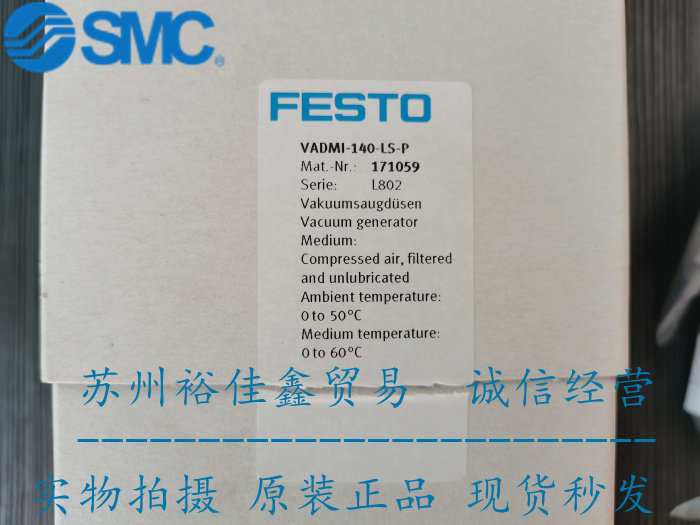 SMC®
FESTO
VADMI-140-LS-P
Mat.-Nr.: 171059
Serie: L802
Vakuumsaugdüsen
Vacuum generator
Medium:
Compressed air, filtered
and unlubricated
Ambient temperature:
0 to 50°C
Medium temperature:
0 to 60°C
苏州裕佳鑫贸易 诚信经营
实物拍摄 原装正品 现货秒发